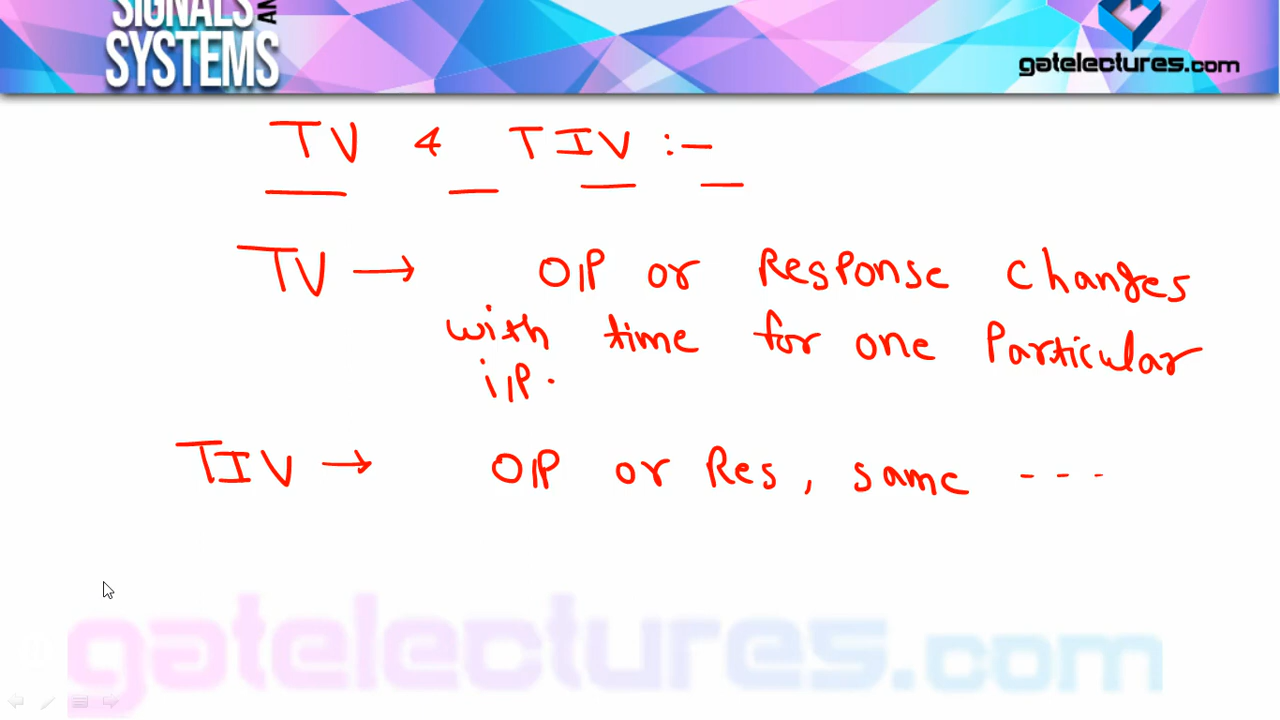 SIGNALS AND
SYSTEMS
gatelectures.com
TV & TIV :-
TV → O/P or Response changes
with time for one Particular
i/P.
TIV → O/P or Res, same ---
gatelectures.com